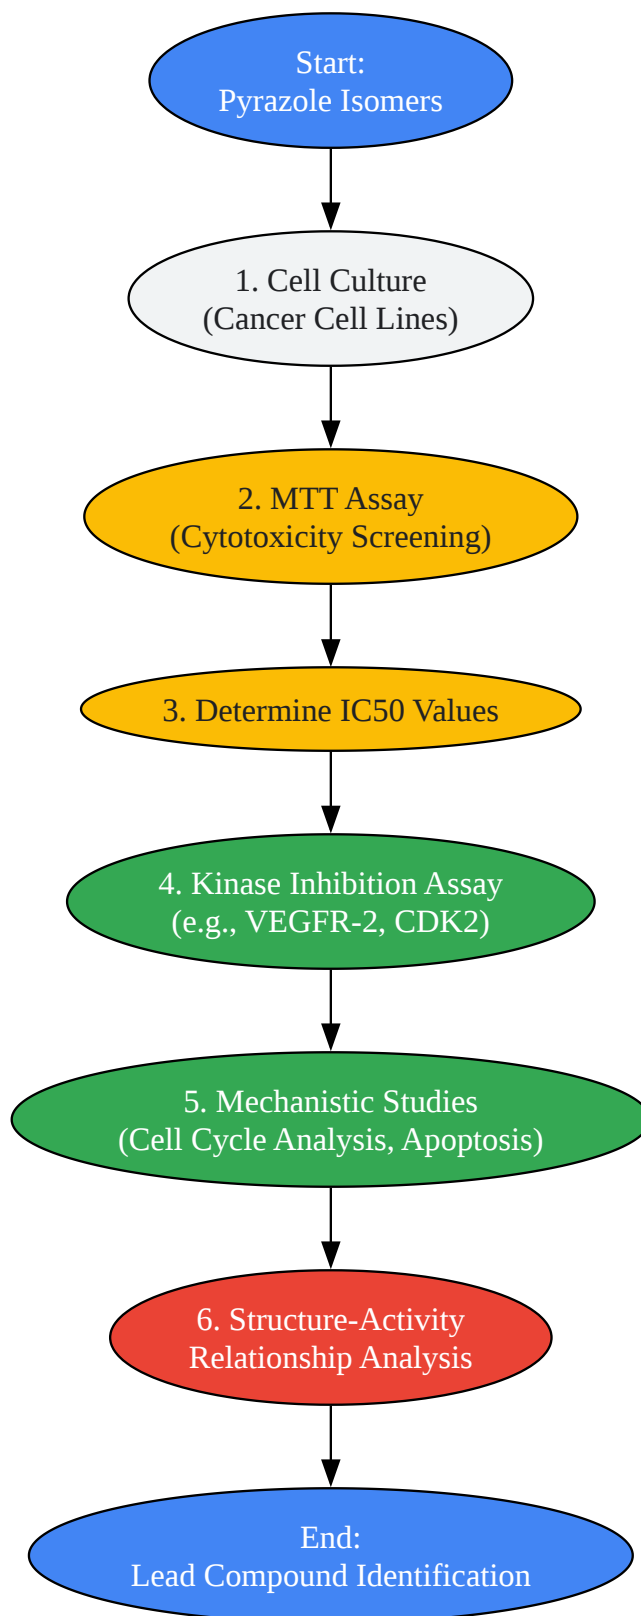 Start:
Pyrazole Isomers
1. Cell Culture
(Cancer Cell Lines)
2. MTT Assay
(Cytotoxicity Screening)
3. Determine IC50 Values
4. Kinase Inhibition Assay
(e.g., VEGFR-2, CDK2)
5. Mechanistic Studies
(Cell Cycle Analysis, Apoptosis)
6. Structure-Activity
Relationship Analysis
End:
Lead Compound Identification